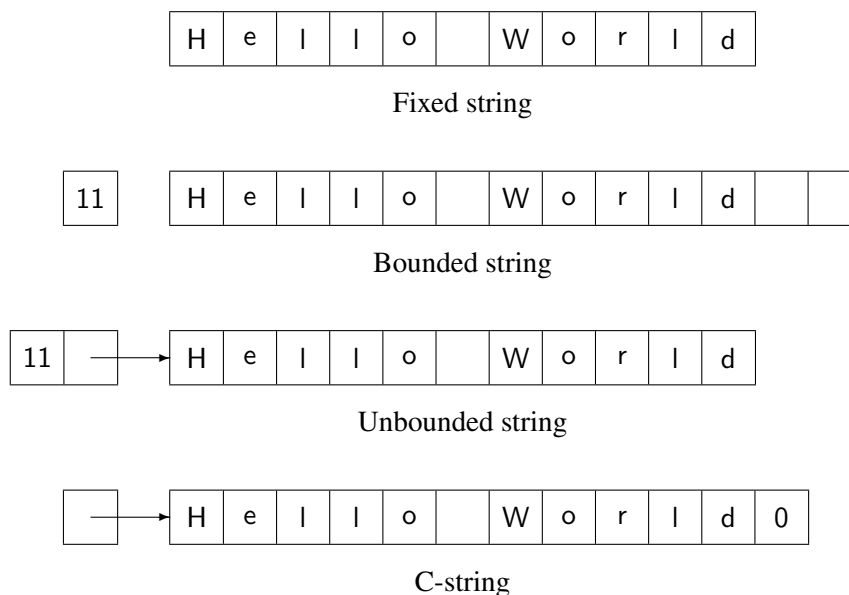 H e l l o W o r l d
Fixed string
11 H e l l o W o r l d
Bounded string
11 H e l l o W o r l d
Unbounded string
H e l l o W o r l d 0
C-string